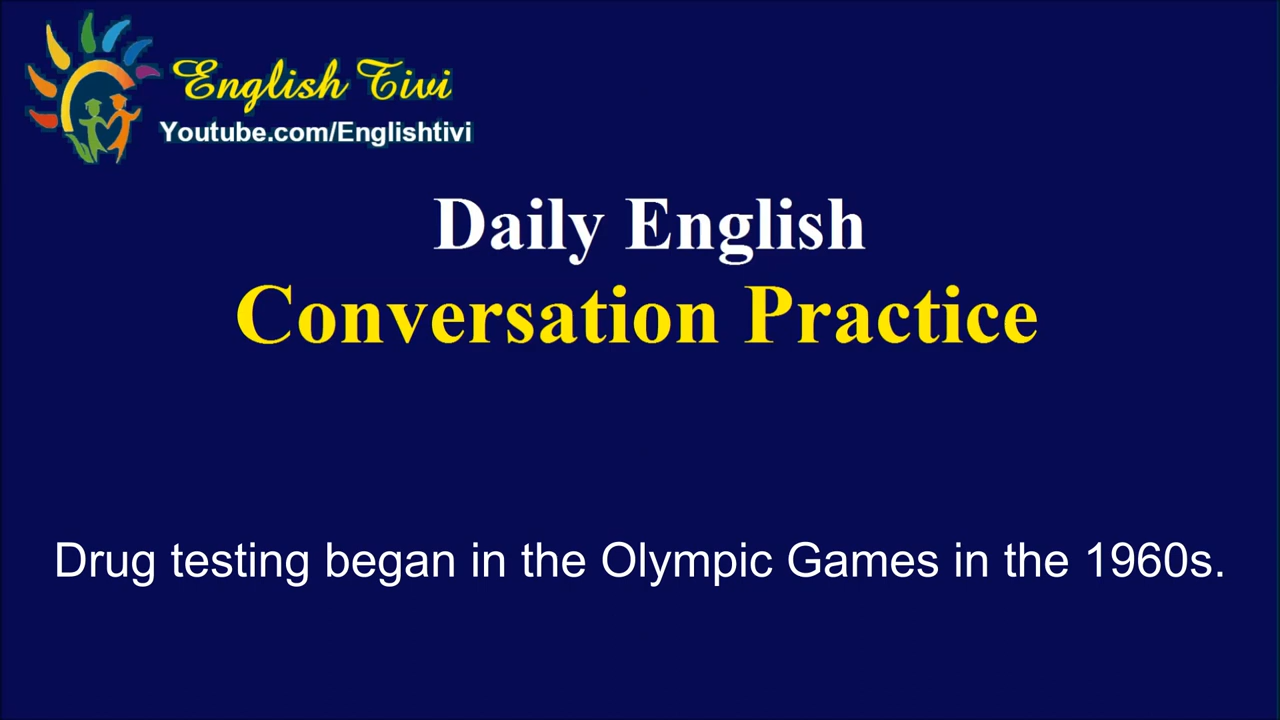 English Tivi
Youtube.com/Englishtivi
Daily English
Conversation Practice
Drug testing began in the Olympic Games in the 1960s.